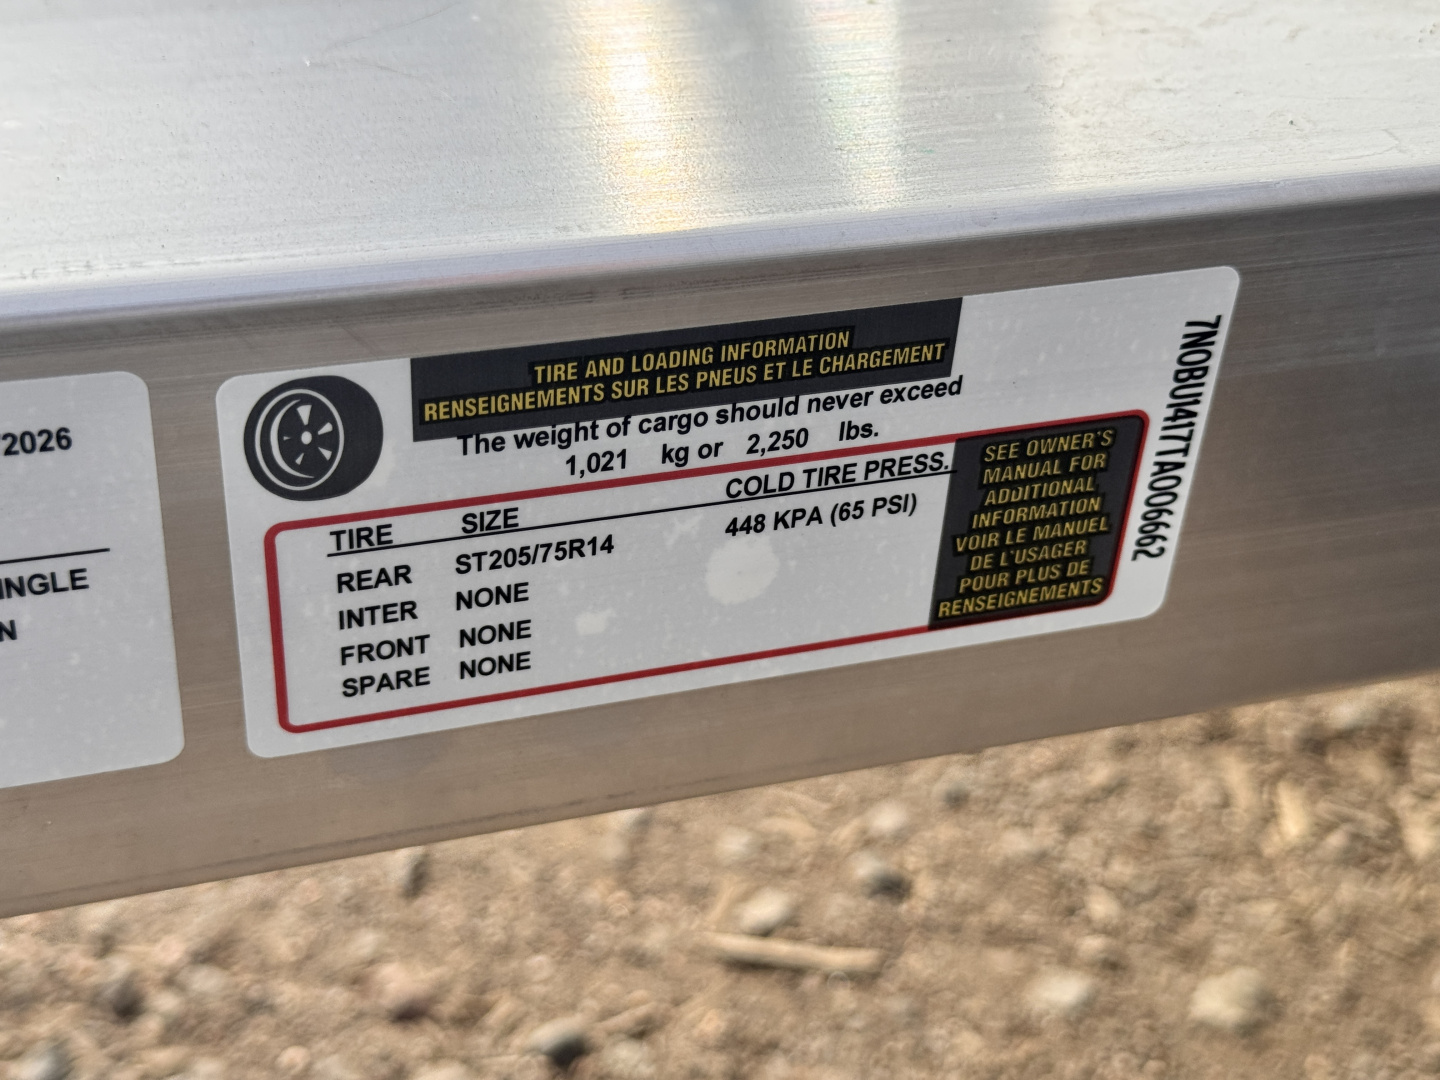 /2026
INGLE
N
TIRE AND LOADING INFORMATION
RENSEIGNEMENTS SUR LES PNEUS ET LE CHARGEMENT
The weight of cargo should never exceed
1,021 kg or 2,250 lbs.
TIRE SIZE COLD TIRE PRESS.
REAR ST205/75R14 448 KPA (65 PSI)
INTER NONE
FRONT NONE
SPARE NONE
SEE OWNER'S
MANUAL FOR
ADDITIONAL
INFORMATION
VOIR LE MANUEL
DE L'USAGER
POUR PLUS DE
RENSEIGNEMENTS
7NOBU1417TA006662